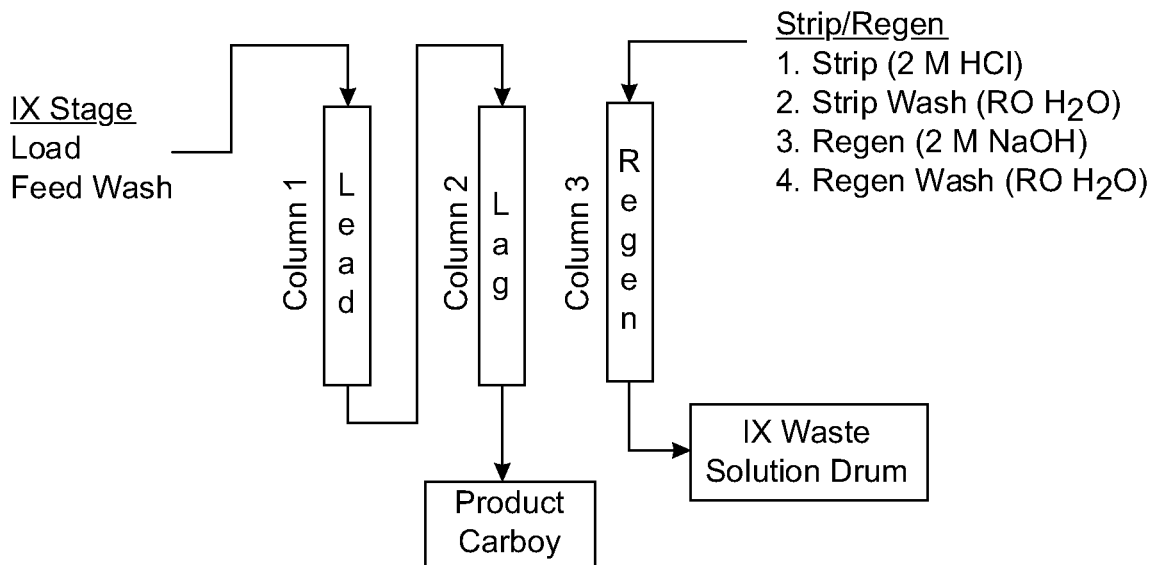 IX Stage
Load
Feed Wash
Column 1
Lead
Column 2
Lag
Column 3
Regen
Strip/Regen
1. Strip (2 M HCl)
2. Strip Wash (RO H2O)
3. Regen (2 M NaOH)
4. Regen Wash (RO H2O)
Product
Carboy
IX Waste
Solution Drum